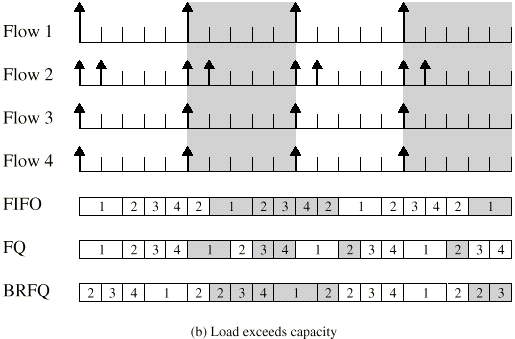 Flow 1
Flow 2
Flow 3
Flow 4
FIFO 1 2 3 4 2 1 2 3 4 2 1 2 3 4 2 1
FQ 1 2 3 4 1 2 3 4 1 2 3 4 1 2 3 4
BRFQ 2 3 4 1 2 2 3 4 1 2 2 3 4 1 2 2 3
(b) Load exceeds capacity